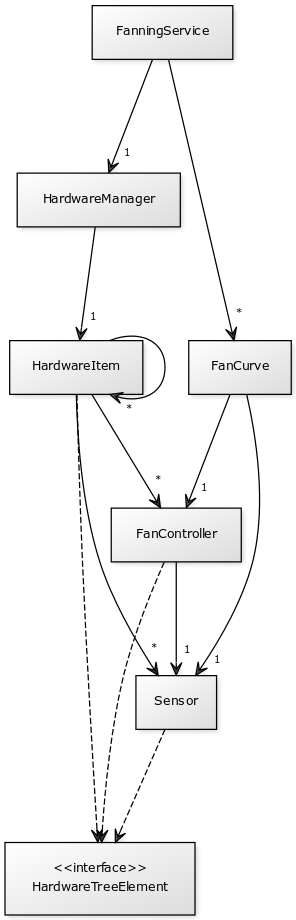 FanningService
1
HardwareManager
1
*
HardwareItem
FanCurve
*
*
1
FanController
*
1
1
Sensor
<<interface>>
HardwareTreeElement